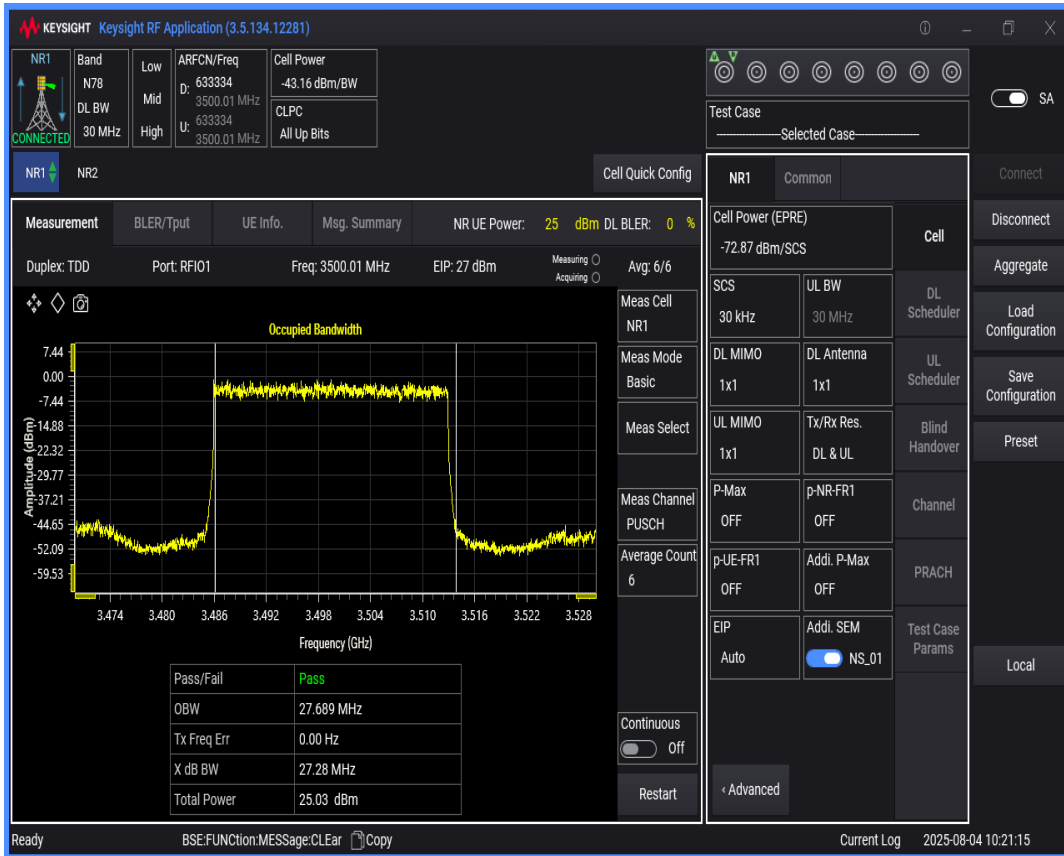 KEYSIGHT Keysight RF Application (3.5.134.12281)
NR1
CONNECTED
Band
N78
DL BW
30 MHz
Low
Mid
High
ARFCN/Freq
D: 633334
3500.01 MHz
U: 633334
3500.01 MHz
Cell Power
-43.16 dBm/BW
CLPC
All Up Bits
Test Case
--------------------Selected Case--------------------
SA
NR1
NR2
Cell Quick Config
Measurement
BLER/Tput
UE Info.
Msg. Summary
NR UE Power: 25 dBm DL BLER: 0 %
Duplex: TDD
Port: RFIO1
Freq: 3500.01 MHz
EIP: 27 dBm
Measuring
Acquiring
Avg: 6/6
Occupied Bandwidth
Amplitude (dBm)
7.44
0.00
-7.44
-14.88
-22.32
-29.77
-37.21
-44.65
-52.09
-59.53
3.474 3.480 3.486 3.492 3.498 3.504 3.510 3.516 3.522 3.528
Frequency (GHz)
Pass/Fail Pass
OBW 27.689 MHz
Tx Freq Err 0.00 Hz
X dB BW 27.28 MHz
Total Power 25.03 dBm
Meas Cell
NR1
Meas Mode
Basic
Meas Select
Meas Channel
PUSCH
Average Count
6
Continuous
Off
Restart
NR1
Common
Cell Power (EPRE)
-72.87 dBm/SCS
SCS
30 kHz
UL BW
30 MHz
DL MIMO
1x1
DL Antenna
1x1
UL MIMO
1x1
Tx/Rx Res.
DL & UL
P-Max
OFF
p-NR-FR1
OFF
p-UE-FR1
OFF
Addi. P-Max
OFF
EIP
Auto
Addi. SEM
NS_01
‹ Advanced
Cell
DL
Scheduler
UL
Scheduler
Blind
Handover
Channel
PRACH
Test Case
Params
Connect
Disconnect
Aggregate
Load
Configuration
Save
Configuration
Preset
Local
Ready
BSE:FUNCtion:MESSage:CLEar Copy
Current Log
2025-08-04 10:21:15